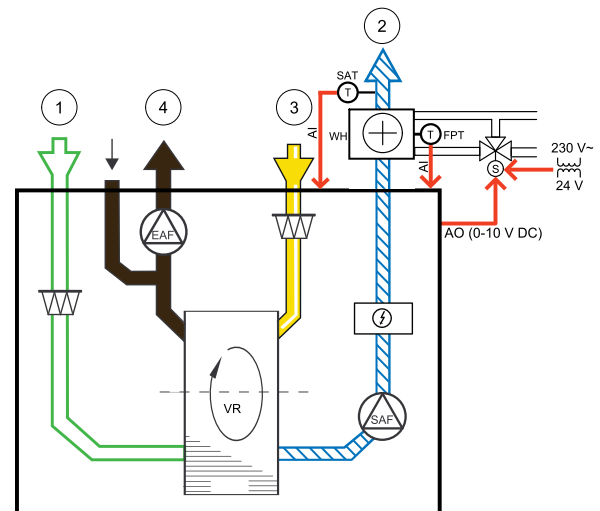 2
SAT
T
1
4
3
AI
WH
T
FPT
230 V~
S
24 V
AI
AO (0-10 V DC)
EAF
VR
SAF